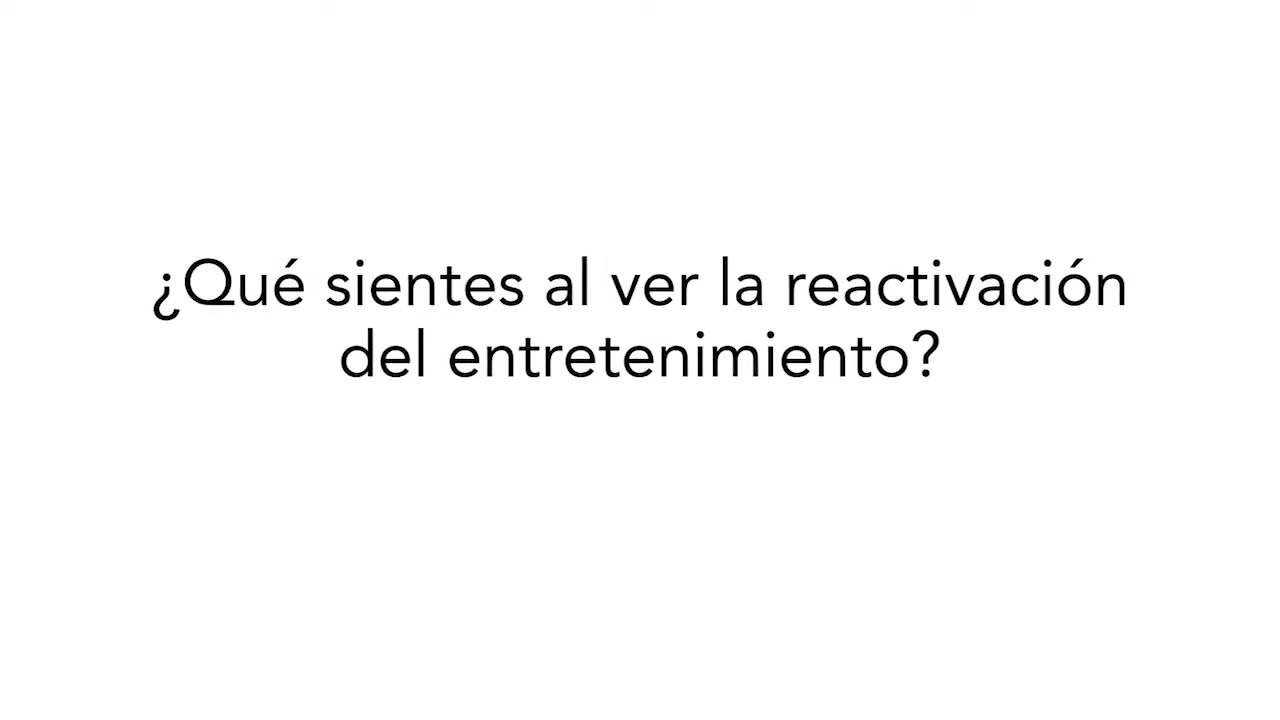 ¿Qué sientes al ver la reactivación
del entretenimiento?